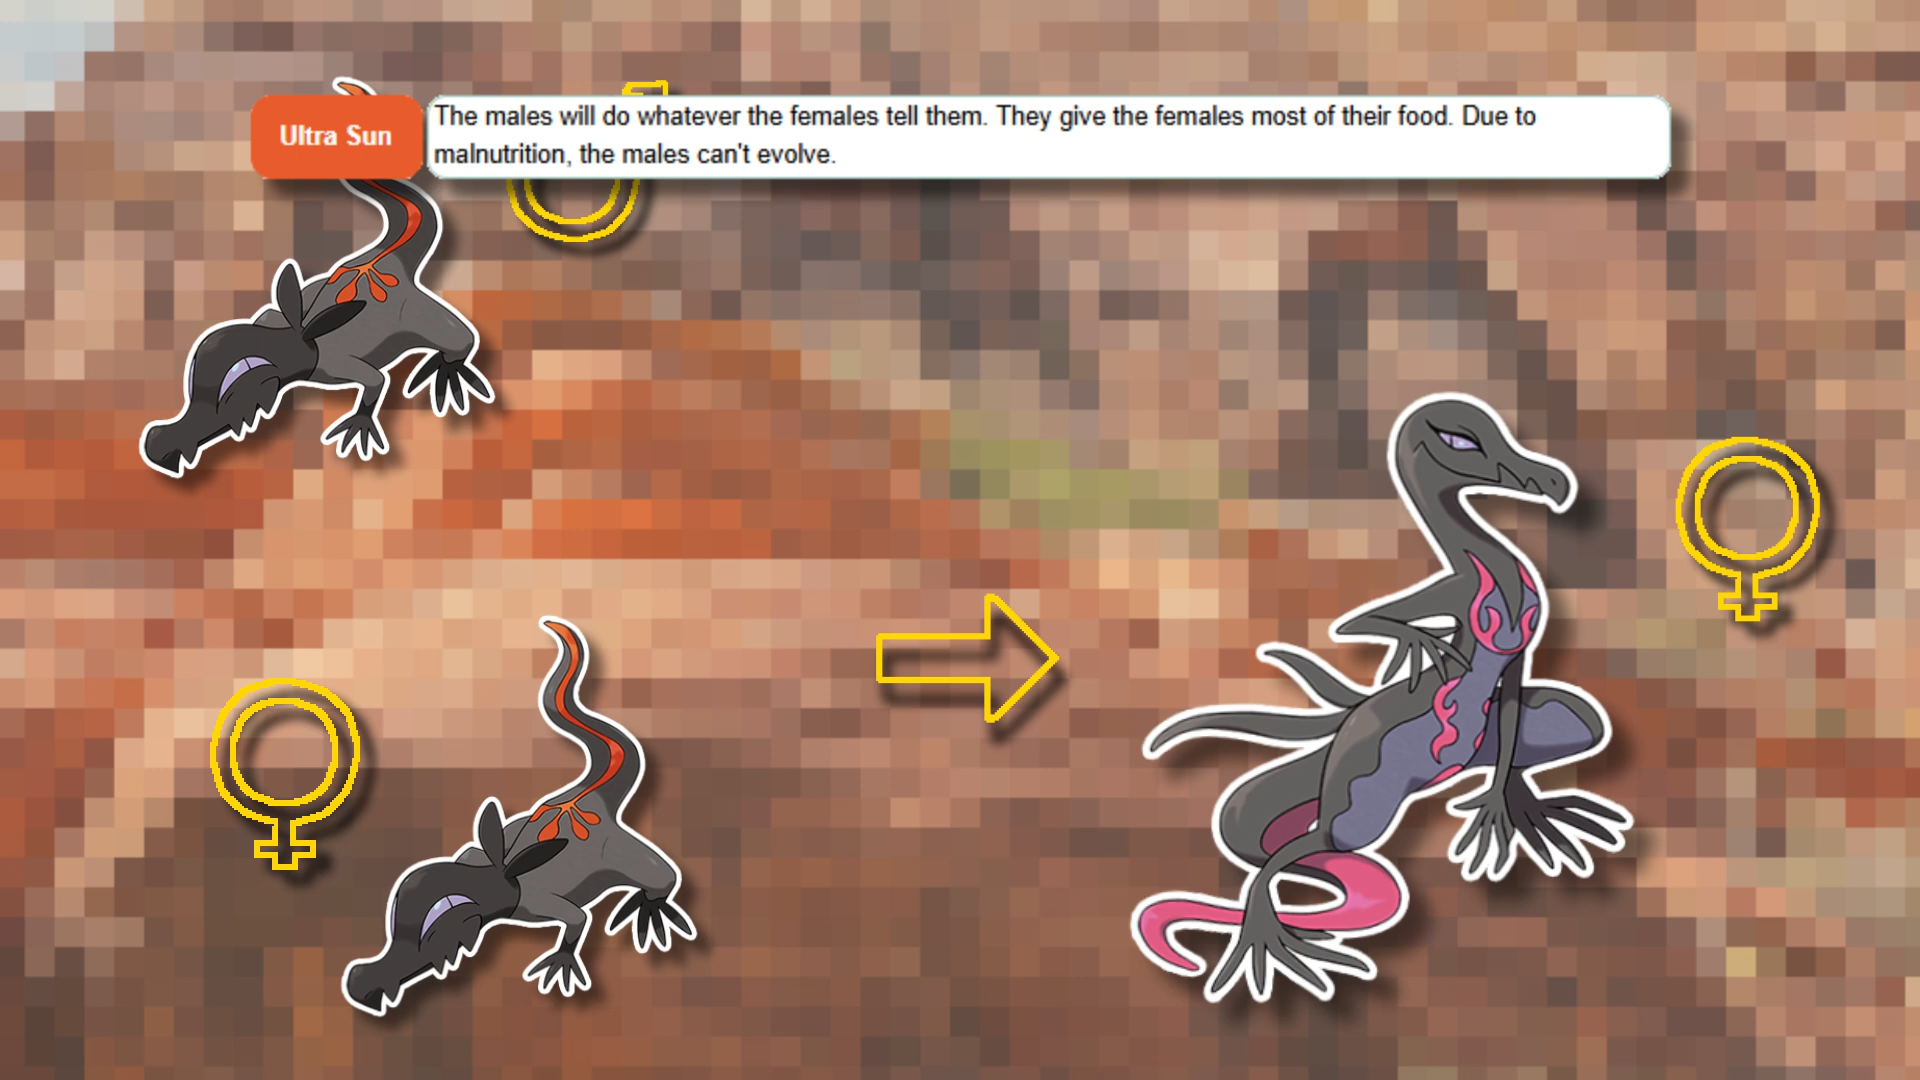 Ultra Sun
The males will do whatever the females tell them. They give the females most of their food. Due to
malnutrition, the males can't evolve.